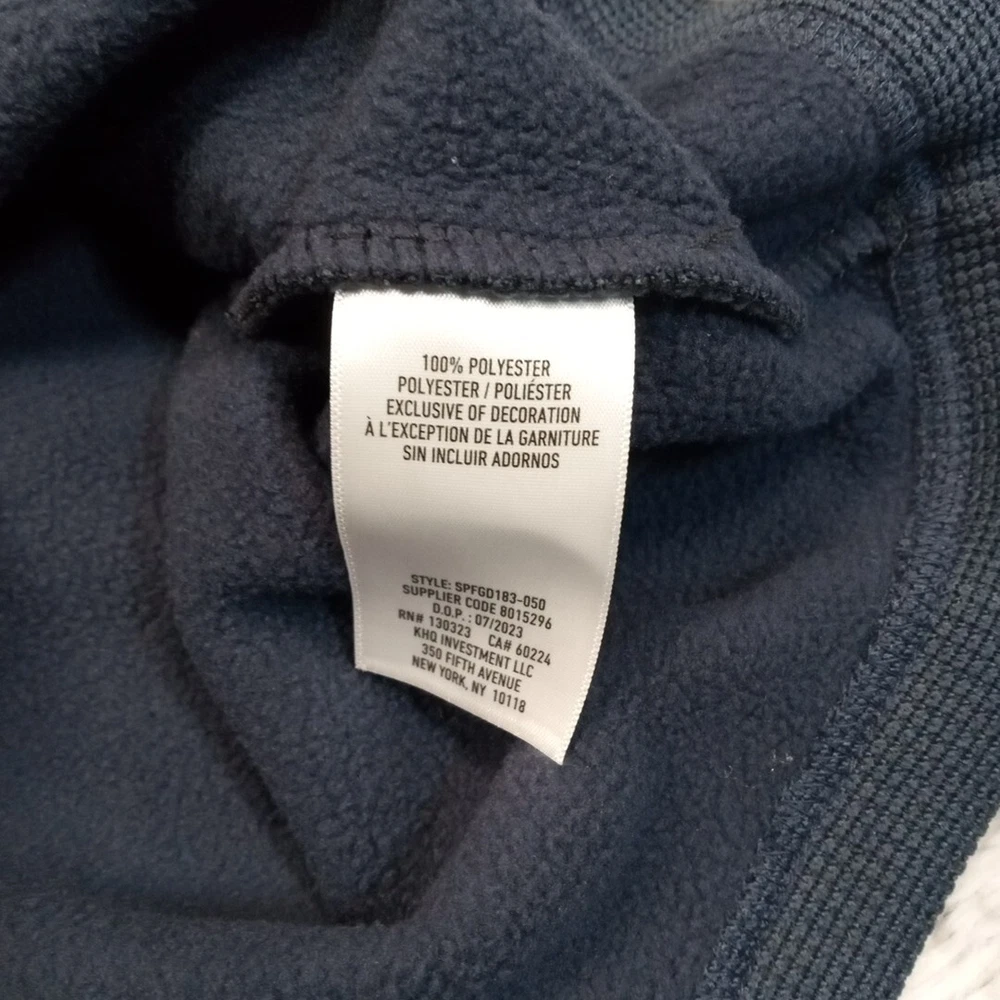 100% POLYESTER
POLYESTER / POLIÉSTER
EXCLUSIVE OF DECORATION
À L'EXCEPTION DE LA GARNITURE
SIN INCLUIR ADORNOS
STYLE: SPFGD183-050
SUPPLIER CODE 8015296
D.O.P. : 07/2023
RN# 130323 CA# 60224
KHQ INVESTMENT LLC
350 FIFTH AVENUE
NEW YORK, NY 10118